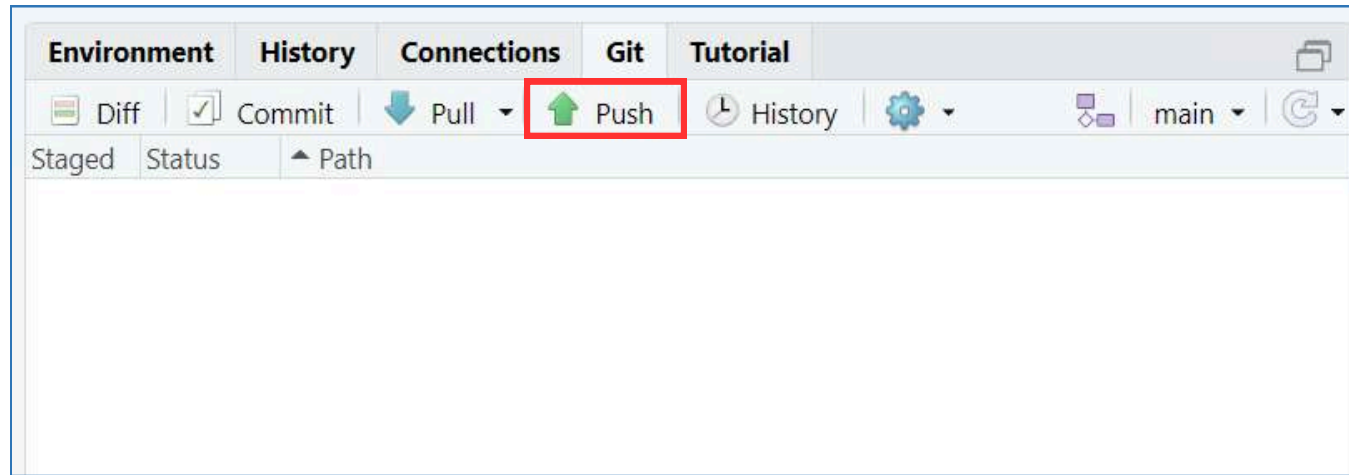 Environment History Connections Git Tutorial
Diff Commit Pull Push History main
Staged Status Path